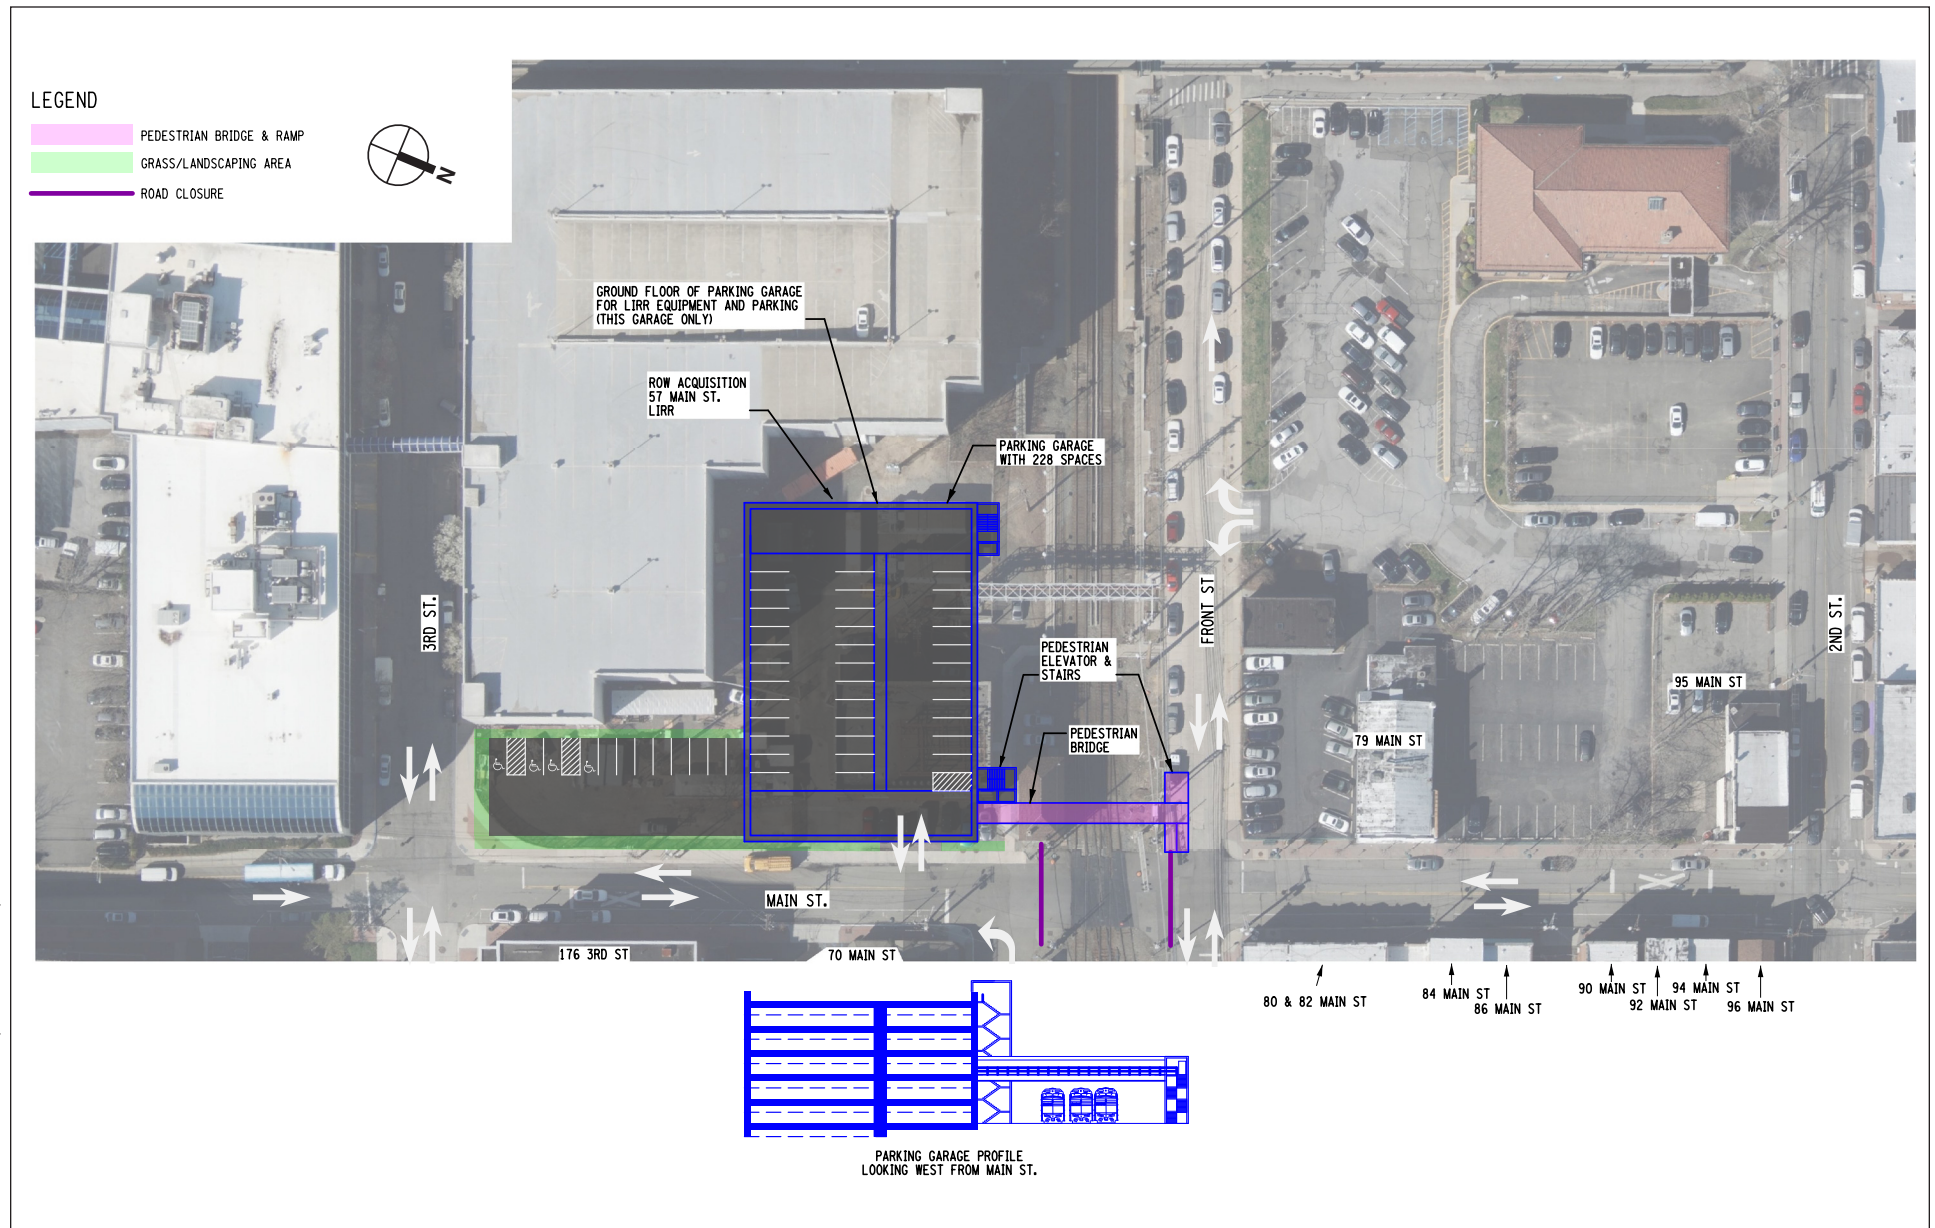 LEGEND
PEDESTRIAN BRIDGE & RAMP
GRASS/LANDSCAPING AREA
ROAD CLOSURE
N
GROUND FLOOR OF PARKING GARAGE
FOR LIRR EQUIPMENT AND PARKING
(THIS GARAGE ONLY)
ROW ACQUISITION
57 MAIN ST.
LIRR
PARKING GARAGE
WITH 228 SPACES
3RD ST.
FRONT ST
2ND ST.
PEDESTRIAN
ELEVATOR &
STAIRS
PEDESTRIAN
BRIDGE
95 MAIN ST
79 MAIN ST
MAIN ST.
176 3RD ST
70 MAIN ST
80 & 82 MAIN ST
84 MAIN ST
86 MAIN ST
90 MAIN ST
92 MAIN ST
94 MAIN ST
96 MAIN ST
PARKING GARAGE PROFILE
LOOKING WEST FROM MAIN ST.